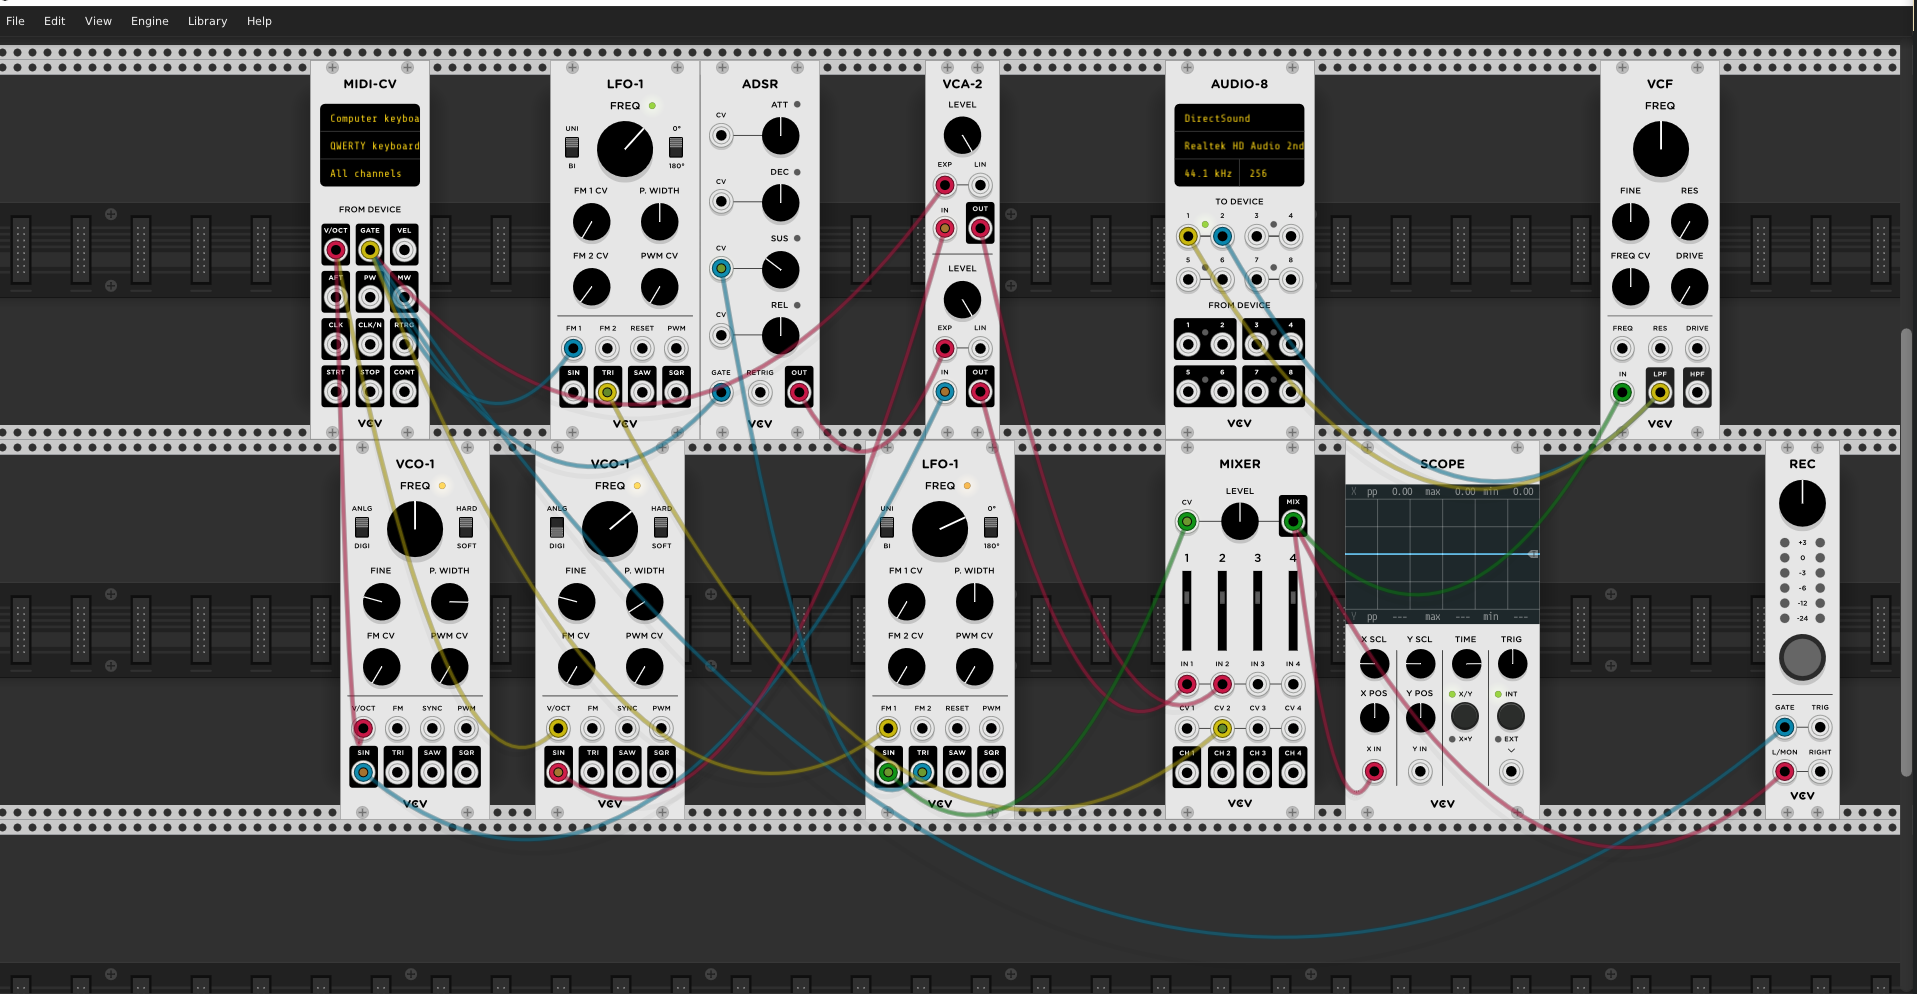 File Edit View Engine Library Help
MIDI-CV
Computer keyboa
QWERTY keyboard
All channels
FROM DEVICE
V/OCT GATE VEL
AFT PW MW
CLK CLK/N RTRG
STRT STOP CONT
VCV
LFO-1
FREQ
UNI 0°
BI 180°
FM 1 CV P. WIDTH
FM 2 CV PWM CV
FM 1 FM 2 RESET PWM
SIN TRI SAW SQR
VCV
ADSR
ATT
CV
DEC
CV
SUS
CV
REL
CV
GATE RETRIG OUT
VCV
VCA-2
LEVEL
EXP LIN
IN OUT
LEVEL
EXP LIN
IN OUT
VCV
AUDIO-8
DirectSound
Realtek HD Audio 2nd
44.1 kHz 256
TO DEVICE
1 2 3 4
5 6 7 8
FROM DEVICE
1 2 3 4
5 6 7 8
VCV
VCF
FREQ
FINE RES
FREQ CV DRIVE
FREQ RES DRIVE
IN LPF HPF
VCV
VCO-1
FREQ
ANLG HARD
DIGI SOFT
FINE P. WIDTH
FM CV PWM CV
V/OCT FM SYNC PWM
SIN TRI SAW SQR
VCV
VCO-1
FREQ
ANLG HARD
DIGI SOFT
FINE P. WIDTH
FM CV PWM CV
V/OCT FM SYNC PWM
SIN TRI SAW SQR
VCV
LFO-1
FREQ
UNI 0°
BI 180°
FM 1 CV P. WIDTH
FM 2 CV PWM CV
FM 1 FM 2 RESET PWM
SIN TRI SAW SQR
VCV
MIXER
LEVEL
CV MIX
1 2 3 4
IN 1 IN 2 IN 3 IN 4
CV 1 CV 2 CV 3 CV 4
CH 1 CH 2 CH 3 CH 4
VCV
SCOPE
X pp 0.00 max 0.00 min 0.00
Y pp --- max --- min ---
X SCL Y SCL TIME TRIG
X POS Y POS X/Y INT
X×Y EXT
X IN Y IN
VCV
REC
+3
0
-3
-6
-12
-24
GATE TRIG
L/MON RIGHT
VCV